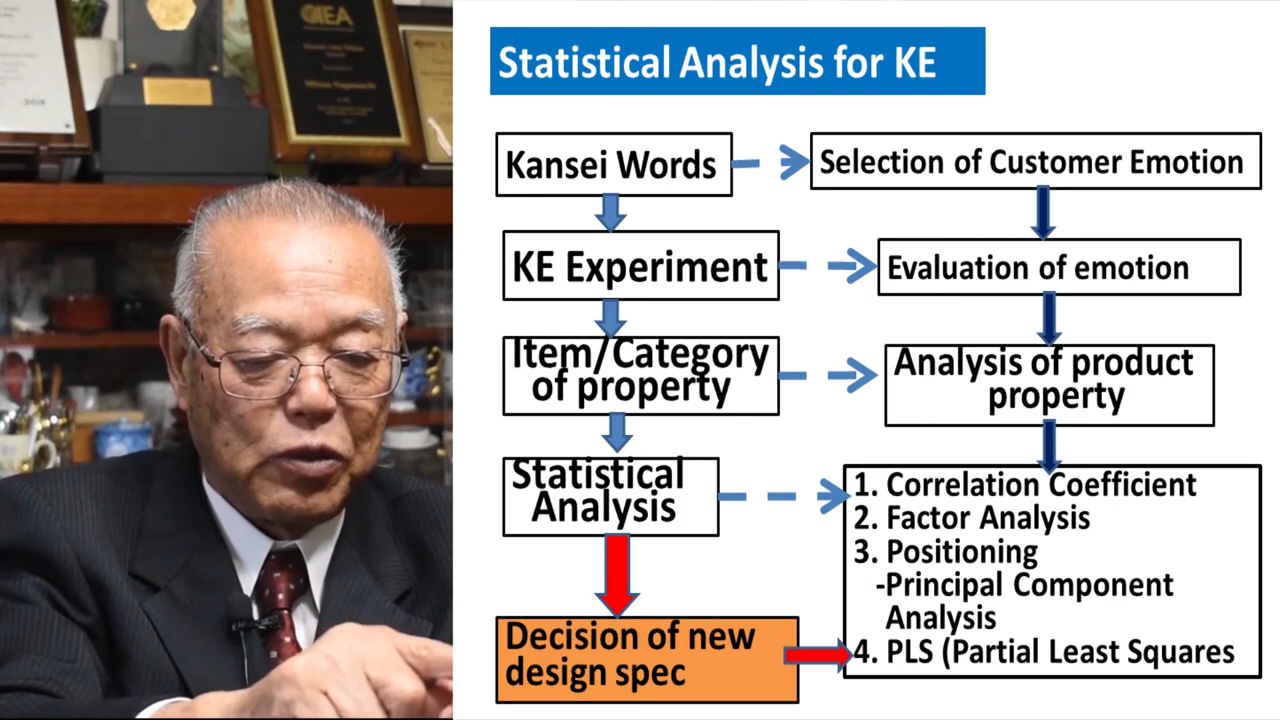 IEA
2018
Statistical Analysis for KE
Kansei Words
Selection of Customer Emotion
KE Experiment
Evaluation of emotion
Item/Category
of property
Analysis of product
property
Statistical
Analysis
1. Correlation Coefficient
2. Factor Analysis
3. Positioning
-Principal Component
Analysis
4. PLS (Partial Least Squares
Decision of new
design spec